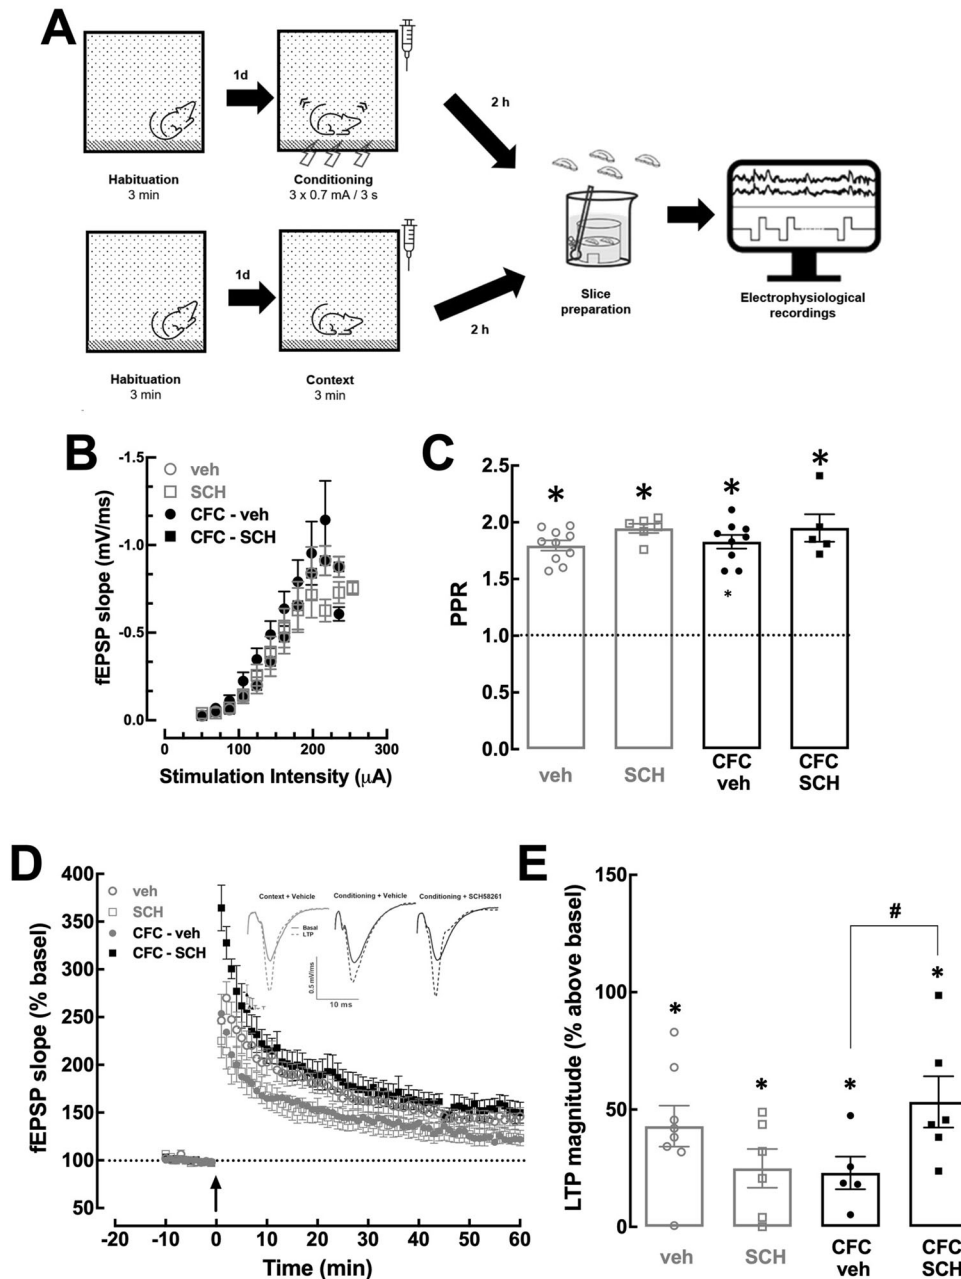 A
1d
2 h
Habituation
3 min
Conditioning
3 x 0.7 mA / 3 s
1d
2 h
Slice
preparation
Electrophysiological
recordings
Habituation
3 min
Context
3 min
B
-1.5
-1.0
-0.5
0.0
fEPSP slope (mV/ms)
veh
SCH
CFC - veh
CFC - SCH
0
100
200
300
Stimulation Intensity (μA)
C
2.5
2.0
1.5
1.0
0.5
0.0
PPR
*
*
*
*
*
veh
SCH
CFC
veh
CFC
SCH
D
400
350
300
250
200
150
100
50
fEPSP slope (% basel)
veh
SCH
CFC - veh
CFC - SCH
Context + Vehicle
Conditioning + Vehicle
Conditioning + SCH58261
Basal
LTP
0.5 mV/ms
10 ms
-20
-10
0
10
20
30
40
50
60
Time (min)
E
150
100
50
0
LTP magnitude (% above basel)
#
*
*
*
*
veh
SCH
CFC
veh
CFC
SCH